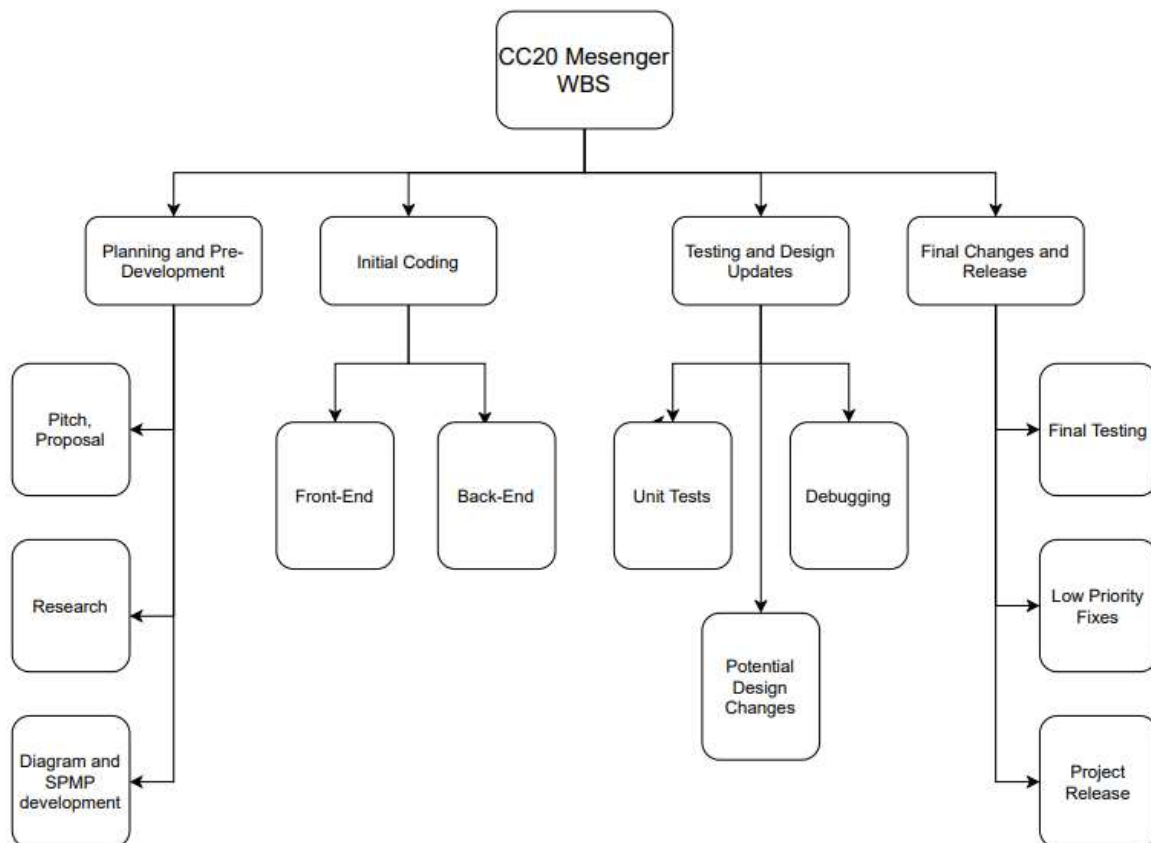 CC20 Mesenger
WBS
Planning and Pre-
Development
Initial Coding
Testing and Design
Updates
Final Changes and
Release
Pitch,
Proposal
Research
Diagram and
SPMP
development
Front-End
Back-End
Unit Tests
Debugging
Potential
Design
Changes
Final Testing
Low Priority
Fixes
Project
Release